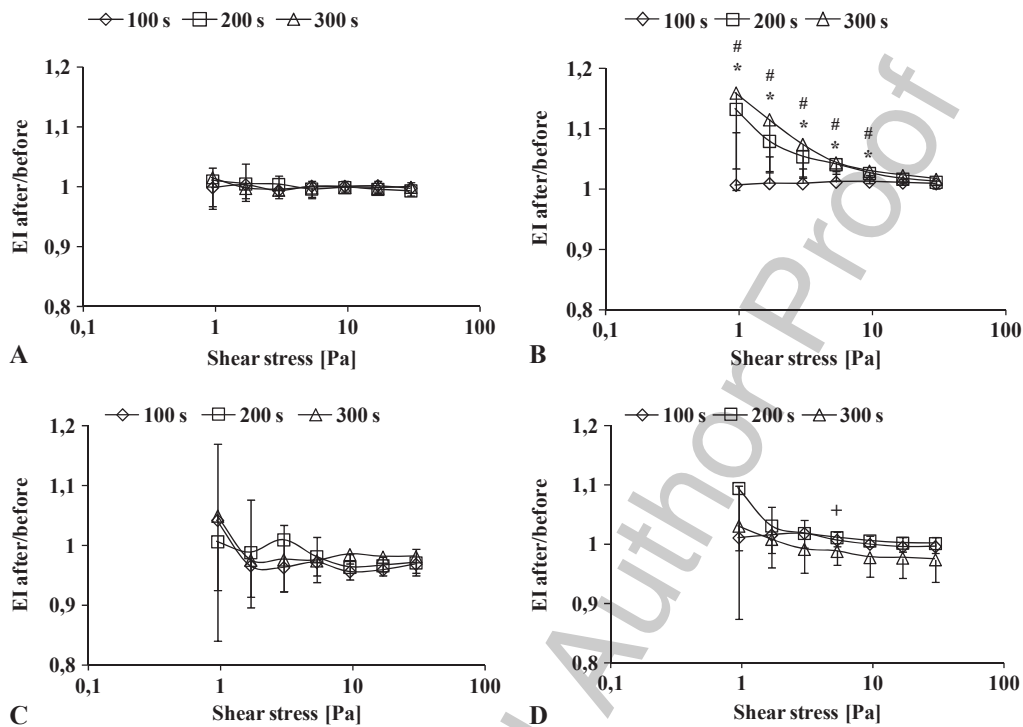 100 s 200 s 300 s
1,2
1,1
1
0,9
0,8
EI after/before
0,1 1 10 100
Shear stress [Pa]
A
100 s 200 s 300 s
1,2
1,1
1
0,9
0,8
EI after/before
# # # # #
* * * * *
0,1 1 10 100
Shear stress [Pa]
B
100 s 200 s 300 s
1,2
1,1
1
0,9
0,8
EI after/before
0,1 1 10 100
Shear stress [Pa]
C
100 s 200 s 300 s
1,2
1,1
1
0,9
0,8
EI after/before
+
0,1 1 10 100
Shear stress [Pa]
D
Author Proof